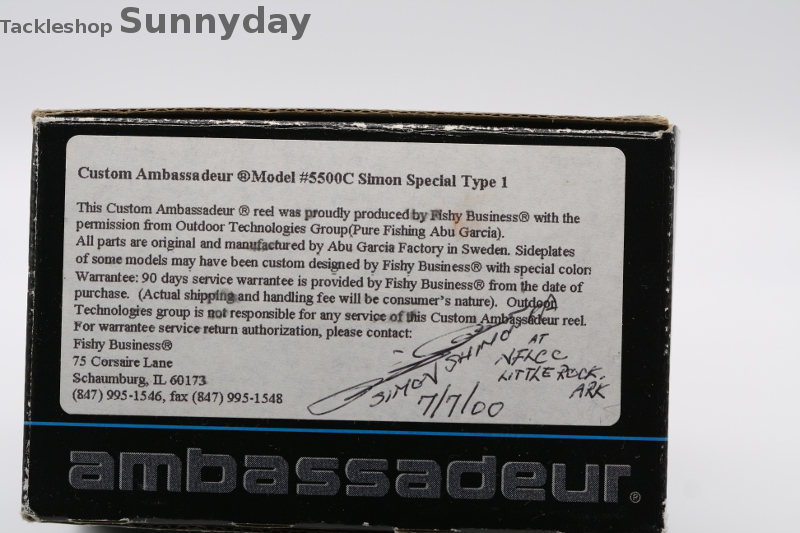 Tackleshop Sunnyday
Custom Ambassadeur ®Model #5500C Simon Special Type 1
This Custom Ambassadeur ® reel was proudly produced by Fishy Business® with the
permission from Outdoor Technologies Group(Pure Fishing Abu Garcia).
All parts are original and manufactured by Abu Garcia Factory in Sweden. Sideplates
of some models may have been custom designed by Fishy Business® with special color:
Warrantee: 90 days service warrantee is provided by Fishy Business® from the date of
purchase. (Actual shipping and handling fee will be consumer's nature). Outdoor
Technologies group is not responsible for any service of this Custom Ambassadeur reel.
For warrantee service return authorization, please contact:
Fishy Business®
75 Corsaire Lane
Schaumburg, IL 60173
(847) 995-1546, fax (847) 995-1548
SIMON
AT
NFLCC
LITTLE ROCK,
ARK
7/7/00
ambassadeur®